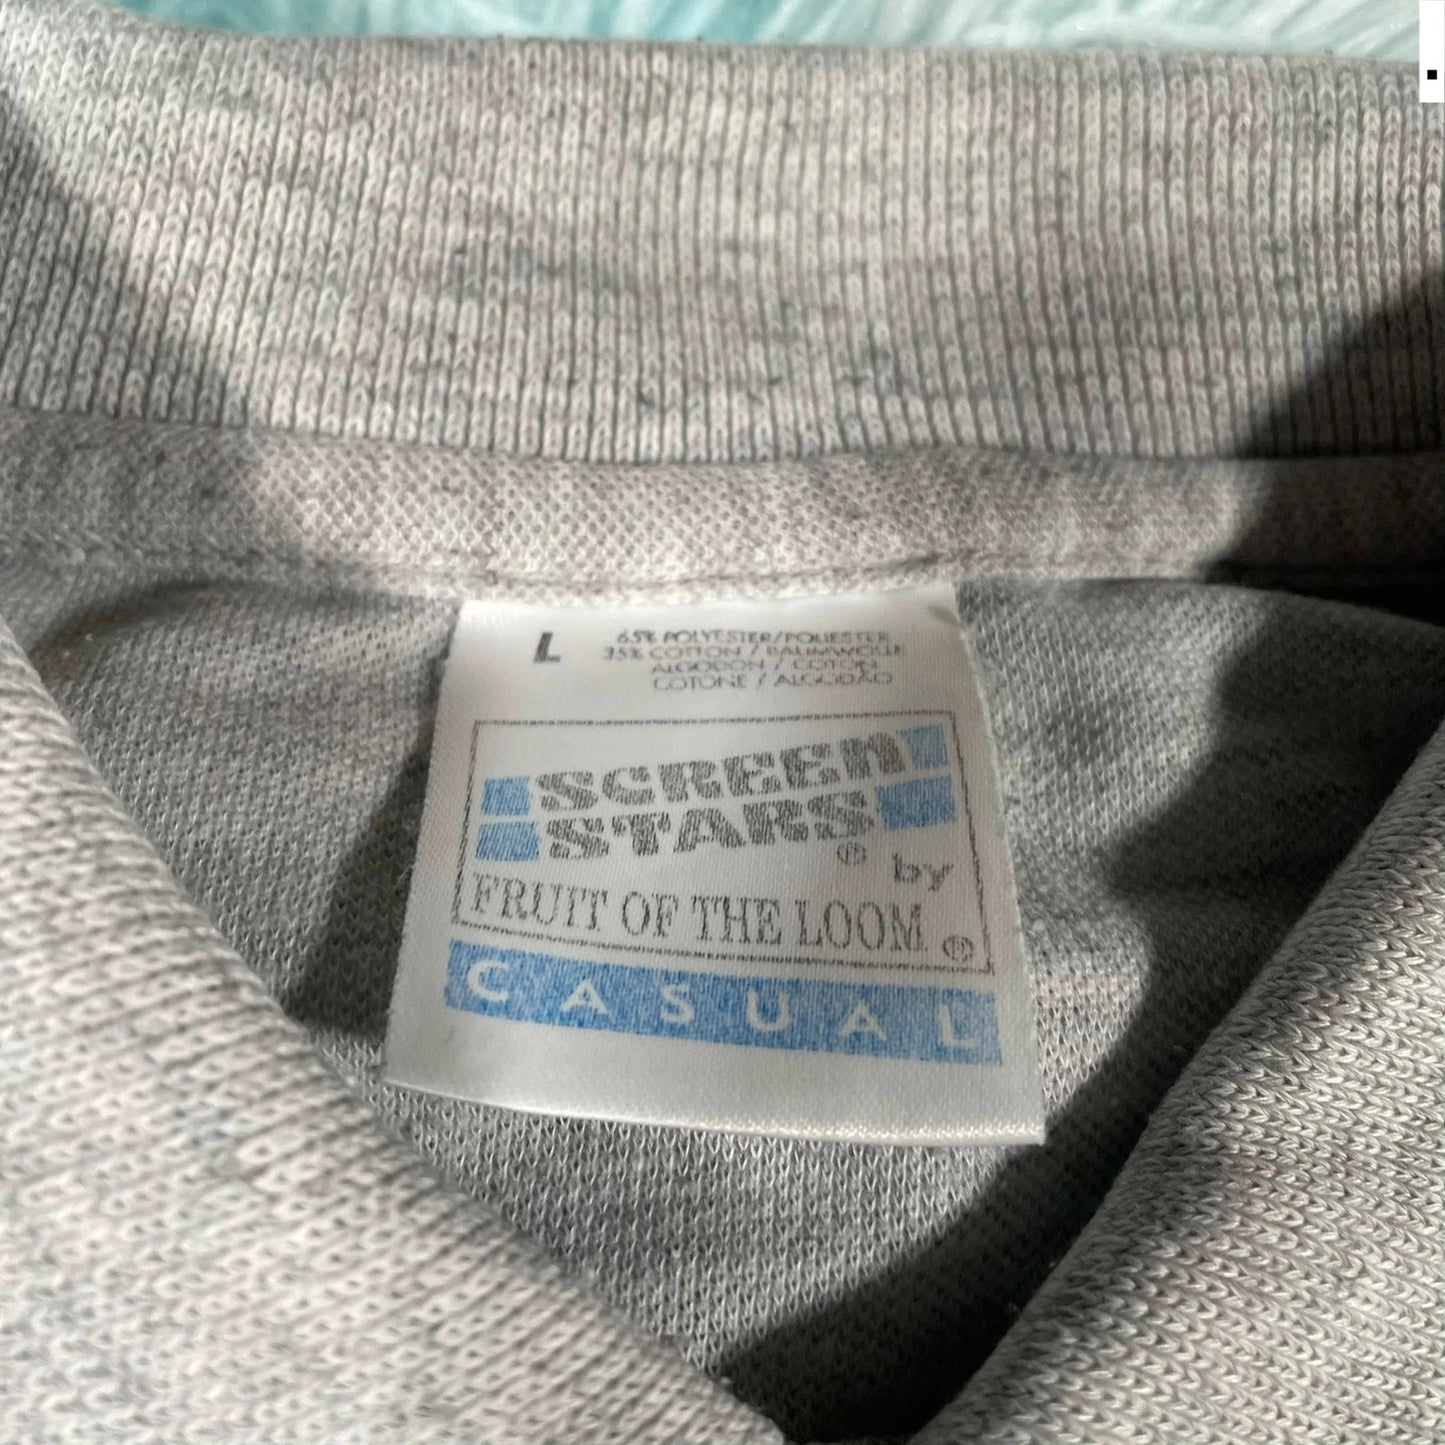 L
65% POLYESTER/POLIESTER
35% COTTON / BAUMWOLLE
ALGODON / COTON
COTONE / ALGODÃO
SCREEN
STARS ® by
FRUIT OF THE LOOM ®
CASUAL
.